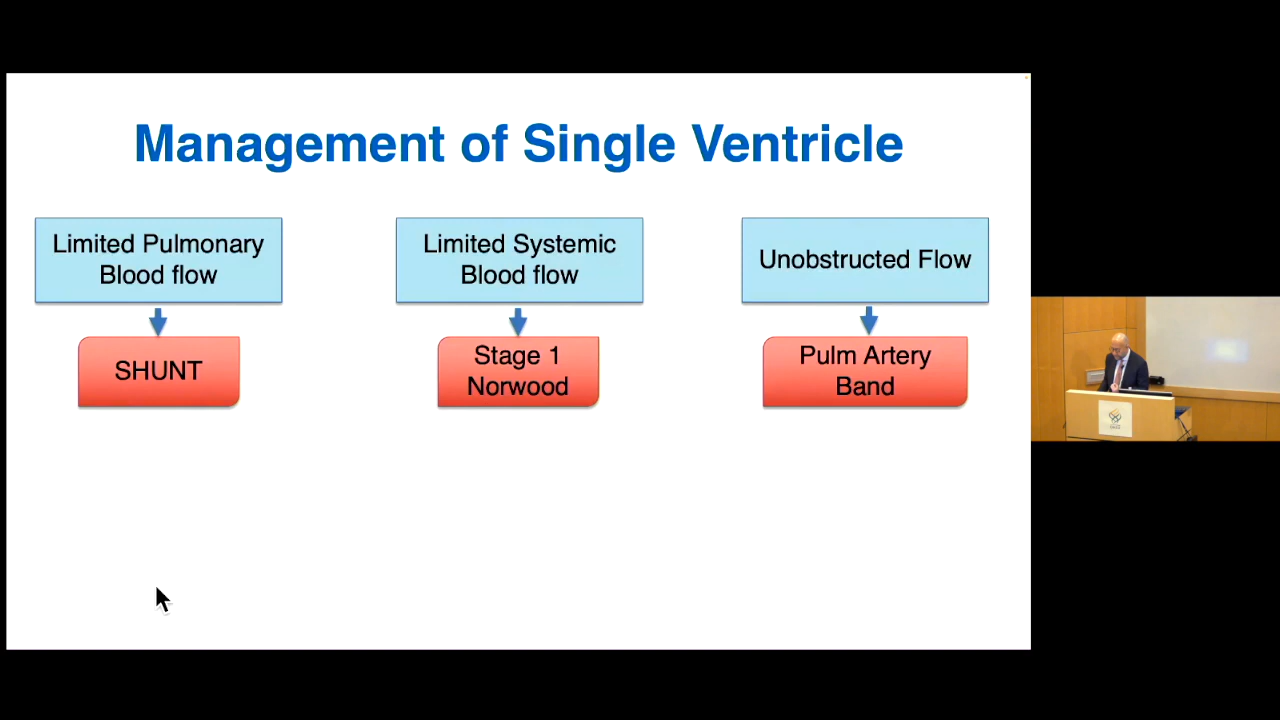 Management of Single Ventricle
Limited Pulmonary
Blood flow
Limited Systemic
Blood flow
Unobstructed Flow
SHUNT
Stage 1
Norwood
Pulm Artery
Band